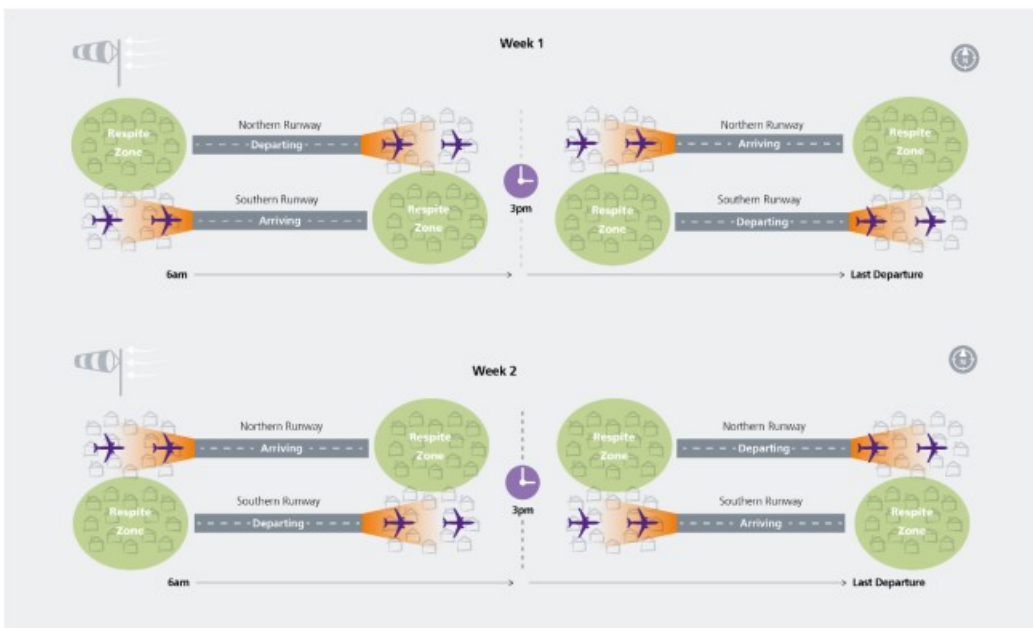 Week 1
Northern Runway
Northern Runway
Respite
Zone
Departing
Arriving
Respite
Zone
Southern Runway
Respite
Zone
3pm
Respite
Zone
Southern Runway
Arriving
Departing
6am
Last Departure
Week 2
Northern Runway
Respite
Zone
Respite
Zone
Northern Runway
Arriving
Departing
Respite
Zone
Southern Runway
3pm
Southern Runway
Respite
Zone
Departing
Arriving
6am
Last Departure